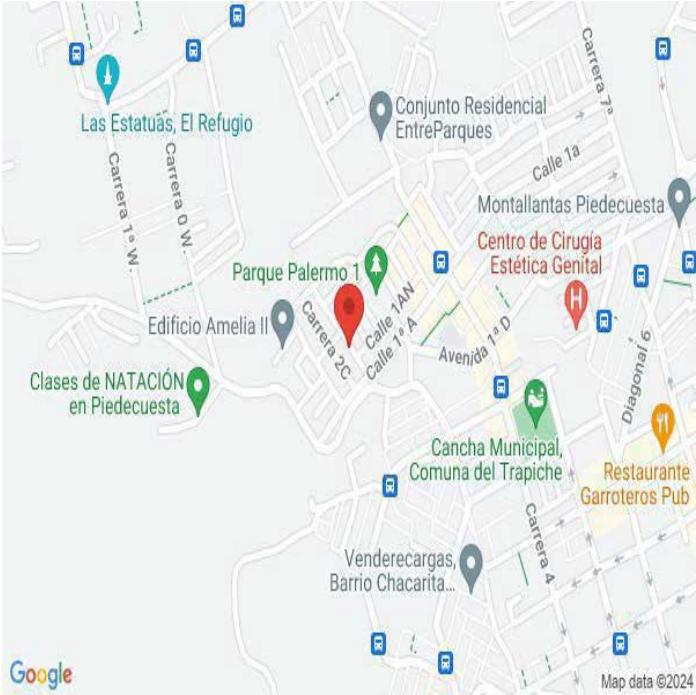 Las Estatuas, El Refugio
Conjunto Residencial
EntreParques
Carrera 7ª
Calle 1a
Carrera 1ª W.
Carrera 0 W.
Montallantas Piedecuesta
Centro de Cirugía
Estética Genital
H
Parque Palermo 1
Calle 1AN
Calle 1ª A
Carrera 2C
Edificio Amelia II
Avenida 1ª D
Diagonal 6
Clases de NATACIÓN
en Piedecuesta
Cancha Municipal,
Comuna del Trapiche
Restaurante
Garroteros Pub
Carrera 4
Venderecargas,
Barrio Chacarita...
Google
Map data ©2024